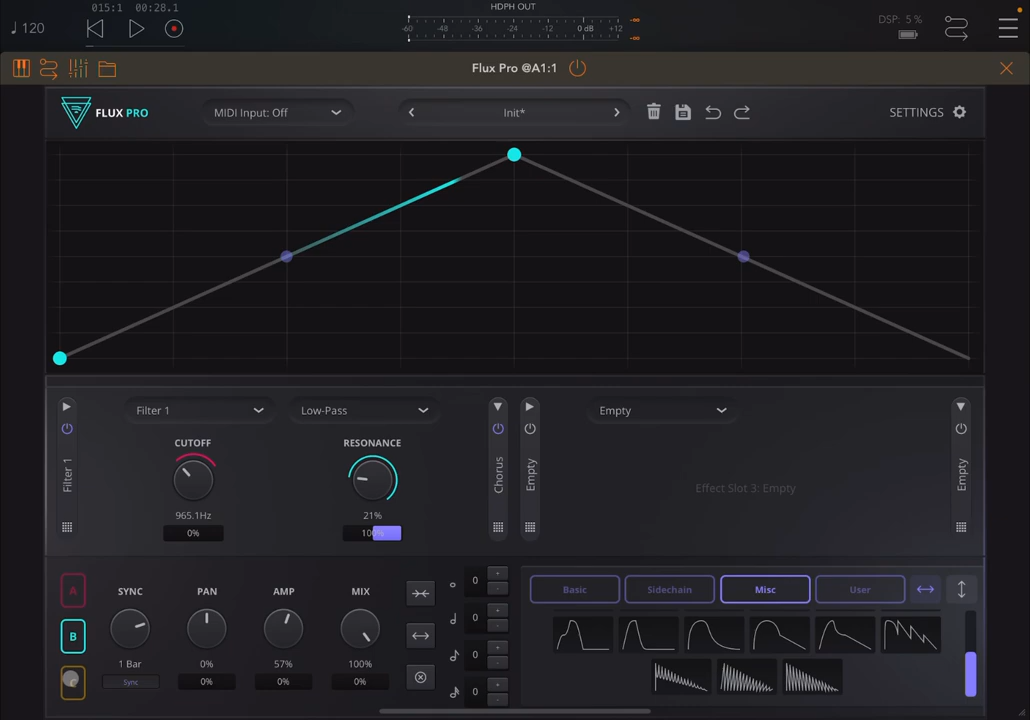 015:1 00:28.1
HDPH OUT
120
-60 -48 -36 -24 -12 0 dB +12
-∞
-∞
DSP: 5 %
Flux Pro @A1:1
FLUX PRO
MIDI Input: Off
Init*
SETTINGS
Filter 1
Low-Pass
Empty
CUTOFF
RESONANCE
Filter 1
Chorus
Empty
Effect Slot 3: Empty
Empty
965.1Hz
21%
0%
100%
A
B
C
SYNC
PAN
AMP
MIX
1 Bar
0%
57%
100%
Sync
0%
0%
0%
0
0
0
0
Basic
Sidechain
Misc
User